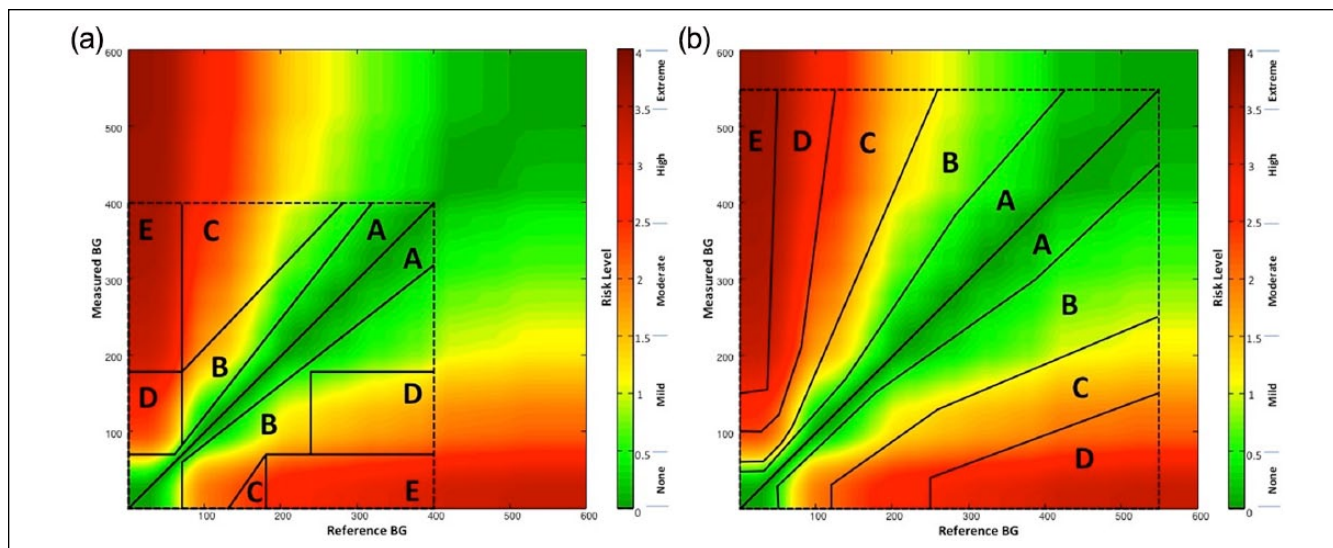 (a)
600
500
400
300
200
100
0
Measured BG
E
C
A
A
B
D
D
B
C
E
100
200
300
400
500
600
Reference BG
4
3.5
3
2.5
2
1.5
1
0.5
0
Risk Level
Extreme
High
Moderate
Mild
None
(b)
600
500
400
300
200
100
0
Measured BG
E
D
C
B
A
A
B
C
D
100
200
300
400
500
600
Reference BG
4
3.5
3
2.5
2
1.5
1
0.5
0
Risk Level
Extreme
High
Moderate
Mild
None